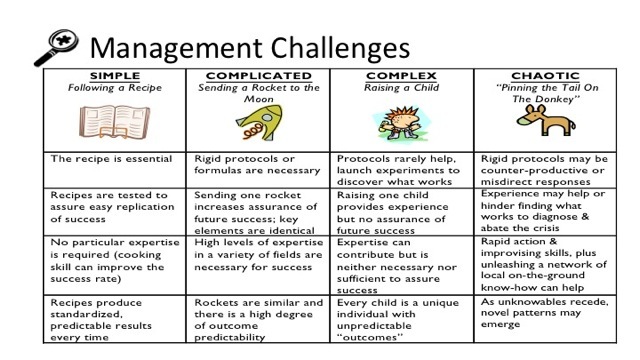 Management Challenges
SIMPLE
Following a Recipe
COMPLICATED
Sending a Rocket to the
Moon
COMPLEX
Raising a Child
CHAOTIC
“Pinning the Tail On
The Donkey”
The recipe is essential
Rigid protocols or
formulas are necessary
Protocols rarely help,
launch experiments to
discover what works
Rigid protocols may be
counter-productive or
misdirect responses
Recipes are tested to
assure easy replication
of success
Sending one rocket
increases assurance of
future success; key
elements are identical
Raising one child
provides experience
but no assurance of
future success
Experience may help or
hinder finding what
works to diagnose &
abate the crisis
No particular expertise
is required (cooking
skill can improve the
success rate)
High levels of expertise
in a variety of fields are
necessary for success
Expertise can
contribute but is
neither necessary nor
sufficient to assure
success
Rapid action &
improvising skills, plus
unleashing a network of
local on-the-ground
know-how can help
Recipes produce
standardized,
predictable results
every time
Rockets are similar and
there is a high degree
of outcome
predictability
Every child is a unique
individual with
unpredictable
“outcomes”
As unknowables recede,
novel patterns may
emerge